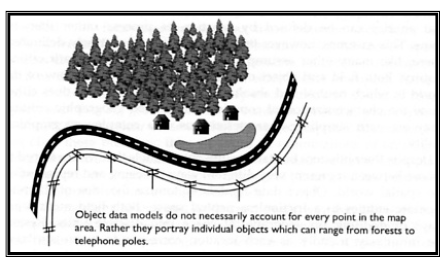 Object data models do not necessarily account for every point in the map
area. Rather they portray individual objects which can range from forests to
telephone poles.